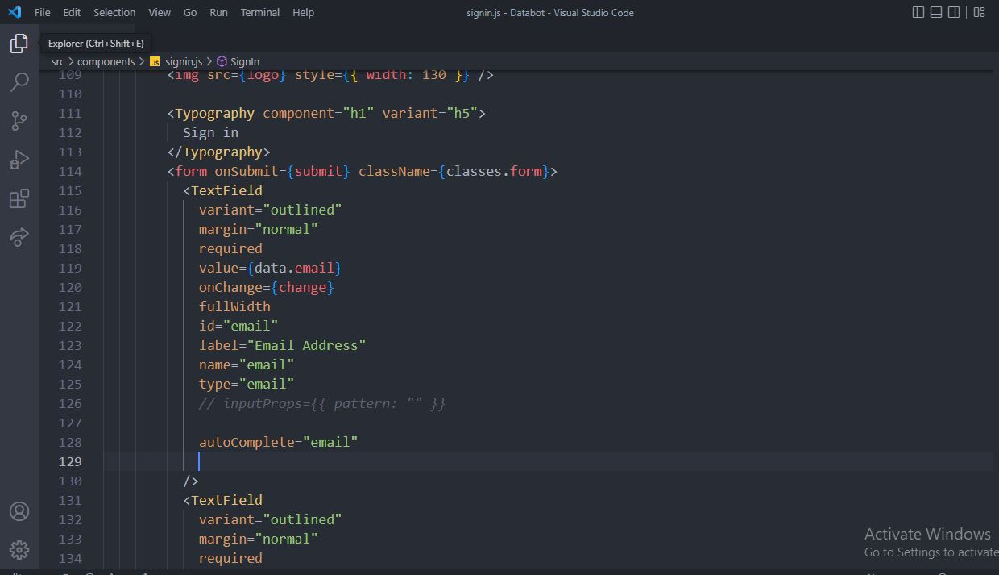 File Edit Selection View Go Run Terminal Help signin.js - Databot - Visual Studio Code
Explorer (Ctrl+Shift+E)
src > components > JS signin.js > SignIn
109 <img src={logo} style={{ width: 130 }} />
110
111 <Typography component="h1" variant="h5">
112 Sign in
113 </Typography>
114 <form onSubmit={submit} className={classes.form}>
115 <TextField
116 variant="outlined"
117 margin="normal"
118 required
119 value={data.email}
120 onChange={change}
121 fullWidth
122 id="email"
123 label="Email Address"
124 name="email"
125 type="email"
126 // inputProps={{ pattern: "" }}
127
128 autoComplete="email"
129
130 />
131 <TextField
132 variant="outlined"
133 margin="normal"
134 required
Activate Windows
Go to Settings to activate